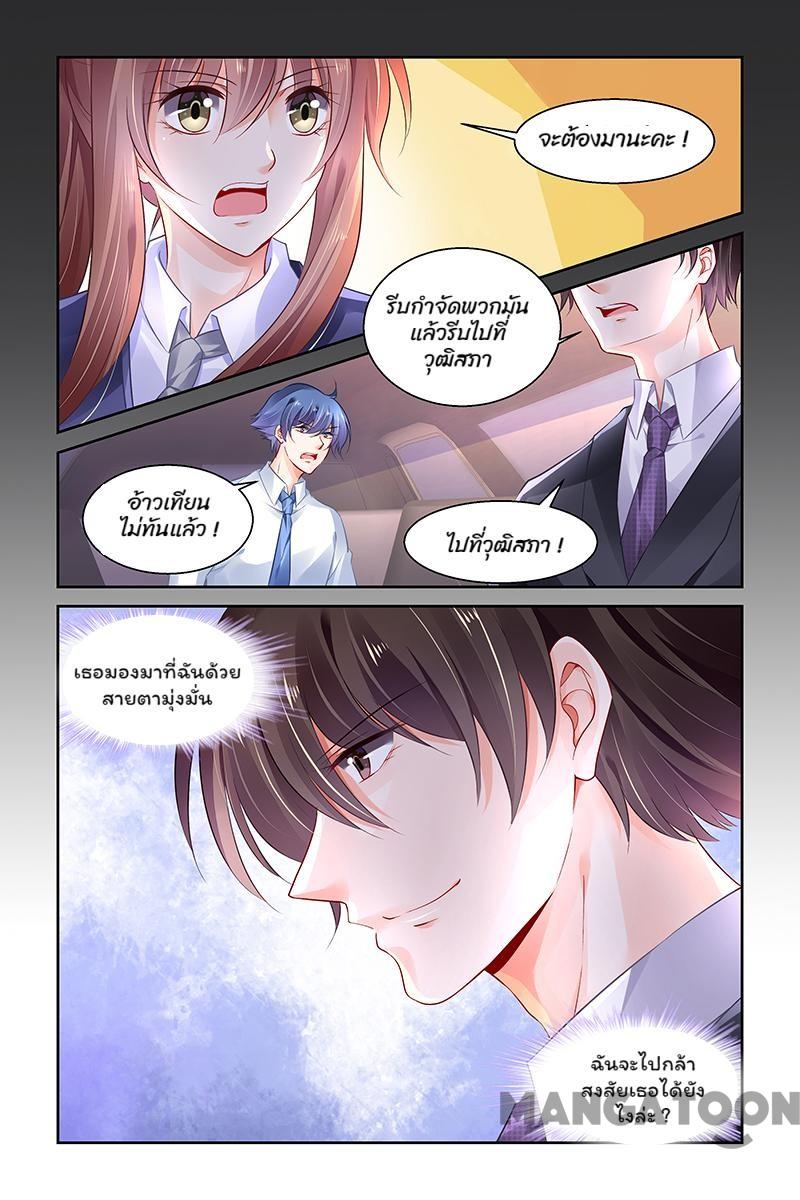 จะต้องมานะคะ !
รีบกำจัดพวกมัน
แล้วรีบไปที่
วุฒิสภา
อ้าวเทียน
ไม่ทันแล้ว !
ไปที่วุฒิสภา !
เธอมองมาที่ฉันด้วย
สายตามุ่งมั่น
ฉันจะไปกล้า
สงสัยเธอได้ยัง
ไงล่ะ ?
MANGATOON